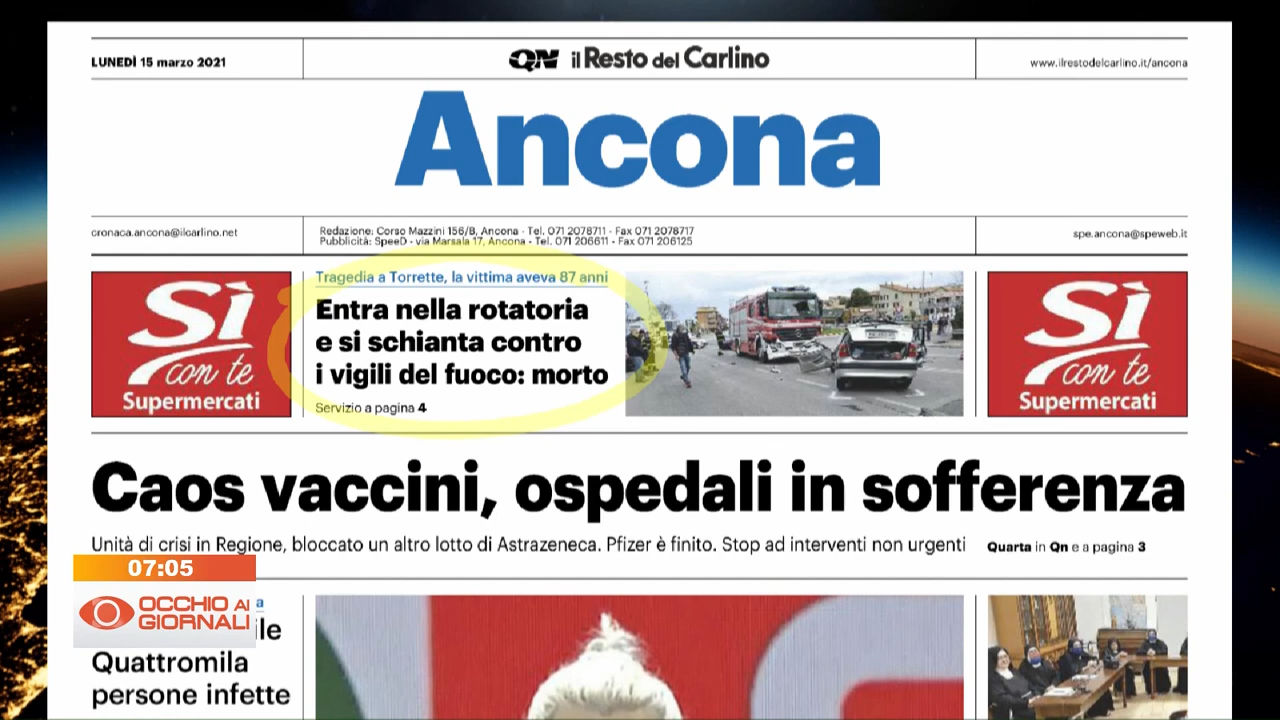 LUNEDÌ 15 marzo 2021
QN il Resto del Carlino
www.ilrestodelcarlino.it/ancona
Ancona
cronaca.ancona@ilcarlino.net
Redazione: Corso Mazzini 156/B, Ancona - Tel. 071 2078711 - Fax 071 2078717
Pubblicità: SpeeD - via Marsala 17, Ancona - Tel. 071 206611 - Fax 071 206125
spe.ancona@speweb.it
Sì
con te
Supermercati
Tragedia a Torrette, la vittima aveva 87 anni
Entra nella rotatoria
e si schianta contro
i vigili del fuoco: morto
Servizio a pagina 4
Sì
con te
Supermercati
Caos vaccini, ospedali in sofferenza
Unità di crisi in Regione, bloccato un altro lotto di Astrazeneca. Pfizer è finito. Stop ad interventi non urgenti
Quarta in Qn e a pagina 3
07:05
OCCHIO AI
GIORNALI
Quattromila
persone infette